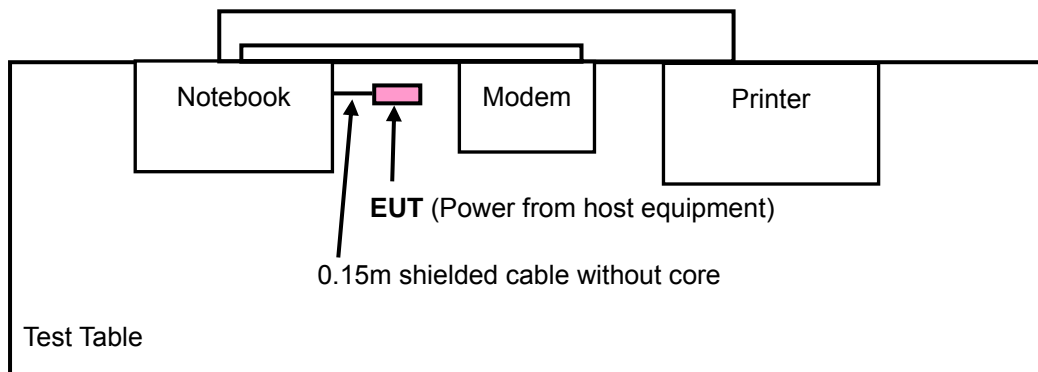 Notebook
Modem
Printer
EUT (Power from host equipment)
0.15m shielded cable without core
Test Table